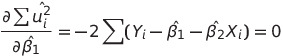 ∂∑û_i^2 / ∂β̂_1 = −2 ∑(Y_i − β̂_1 − β̂_2X_i) = 0